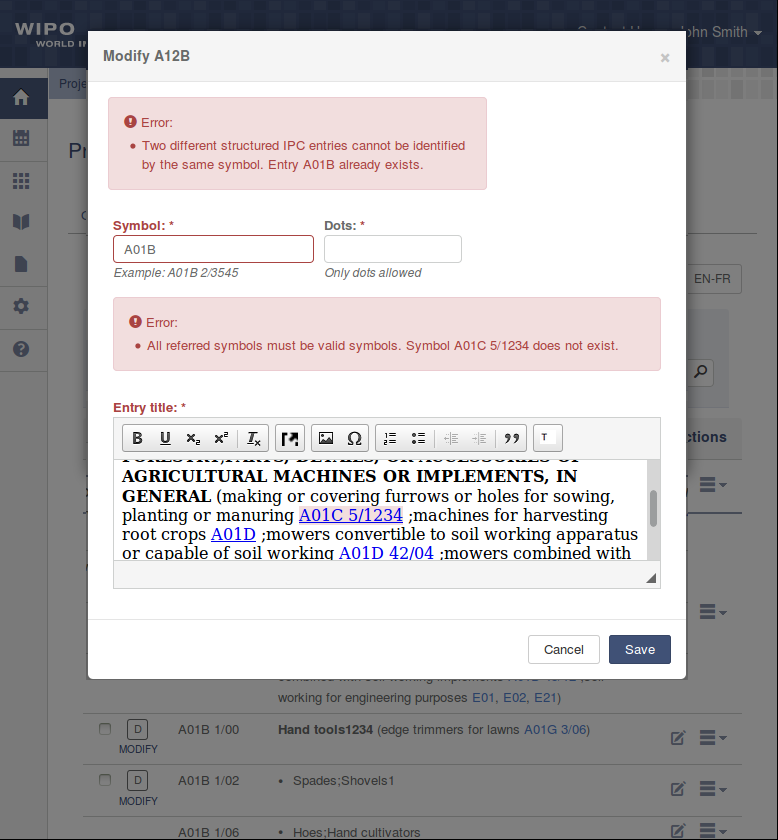 WIPO
WORLD I
John Smith
Modify A12B
×
Proje
Error:
• Two different structured IPC entries cannot be identified
by the same symbol. Entry A01B already exists.
Symbol: * Dots: *
A01B
Example: A01B 2/3545 Only dots allowed
EN-FR
Error:
• All referred symbols must be valid symbols. Symbol A01C 5/1234 does not exist.
Entry title: *
B U x₂ x² Tx Ω T
ctions
AGRICULTURAL MACHINES OR IMPLEMENTS, IN
GENERAL (making or covering furrows or holes for sowing,
planting or manuring A01C 5/1234 ;machines for harvesting
root crops A01D ;mowers convertible to soil working apparatus
or capable of soil working A01D 42/04 ;mowers combined with
Cancel Save
working for engineering purposes E01, E02, E21)
D A01B 1/00 Hand tools1234 (edge trimmers for lawns A01G 3/06)
MODIFY
D A01B 1/02 • Spades;Shovels1
MODIFY
A01B 1/06 • Hoes;Hand cultivators